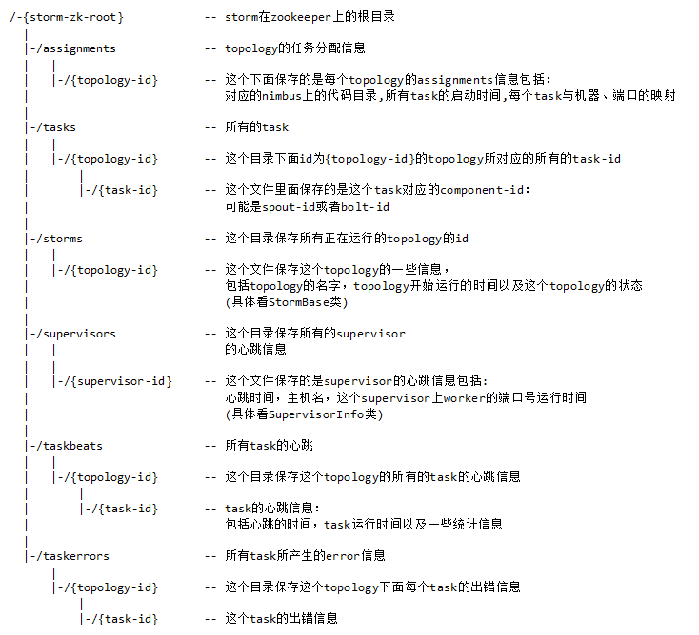 /-{storm-zk-root} -- storm在zookeeper上的根目录
|-/assignments -- topology的任务分配信息
|-/{topology-id} -- 这个下面保存的是每个topology的assignments信息包括：
对应的nimbus上的代码目录,所有task的启动时间,每个task与机器、端口的映射
|-/tasks -- 所有的task
|-/{topology-id} -- 这个目录下面id为{topology-id}的topology所对应的所有的task-id
|-/{task-id} -- 这个文件里面保存的是这个task对应的component-id：
可能是spout-id或者bolt-id
|-/storms -- 这个目录保存所有正在运行的topology的id
|-/{topology-id} -- 这个文件保存这个topology的一些信息，
包括topology的名字，topology开始运行的时间以及这个topology的状态
(具体看StormBase类)
|-/supervisors -- 这个目录保存所有的supervisor
的心跳信息
|-/{supervisor-id} -- 这个文件保存的是supervisor的心跳信息包括：
心跳时间，主机名，这个supervisor上worker的端口号运行时间
(具体看SupervisorInfo类)
|-/taskbeats -- 所有task的心跳
|-/{topology-id} -- 这个目录保存这个topology的所有的task的心跳信息
|-/{task-id} -- task的心跳信息：
包括心跳的时间，task运行时间以及一些统计信息
|-/taskerrors -- 所有task所产生的error信息
|-/{topology-id} -- 这个目录保存这个topology下面每个task的出错信息
|-/{task-id} -- 这个task的出错信息